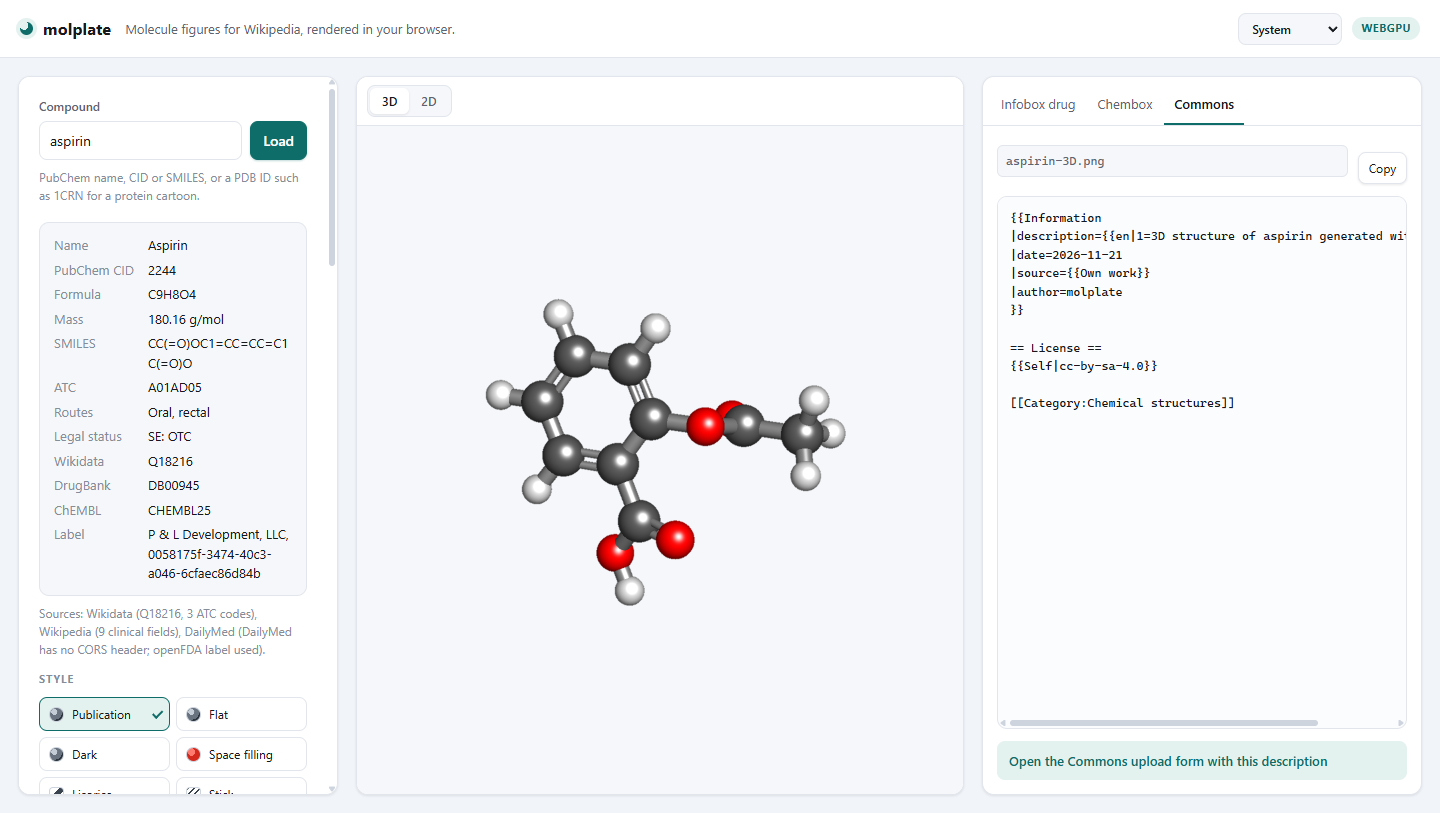 molplate
Molecule figures for Wikipedia, rendered in your browser.
System
WEBGPU
Compound
aspirin
Load
PubChem name, CID or SMILES, or a PDB ID such
as 1CRN for a protein cartoon.
Name Aspirin
PubChem CID 2244
Formula C9H8O4
Mass 180.16 g/mol
SMILES CC(=O)OC1=CC=CC=C1
C(=O)O
ATC A01AD05
Routes Oral, rectal
Legal status SE: OTC
Wikidata Q18216
DrugBank DB00945
ChEMBL CHEMBL25
Label P & L Development, LLC,
0058175f-3474-40c3-
a046-6cfaec86d84b
Sources: Wikidata (Q18216, 3 ATC codes),
Wikipedia (9 clinical fields), DailyMed (DailyMed
has no CORS header; openFDA label used).
STYLE
Publication
Flat
Dark
Space filling
3D
2D
Infobox drug
Chembox
Commons
aspirin-3D.png
Copy
{{Information
|description={{en|1=3D structure of aspirin generated
|date=2026-11-21
|source={{Own work}}
|author=molplate
}}
== License ==
{{Self|cc-by-sa-4.0}}
[[Category:Chemical structures]]
Open the Commons upload form with this description